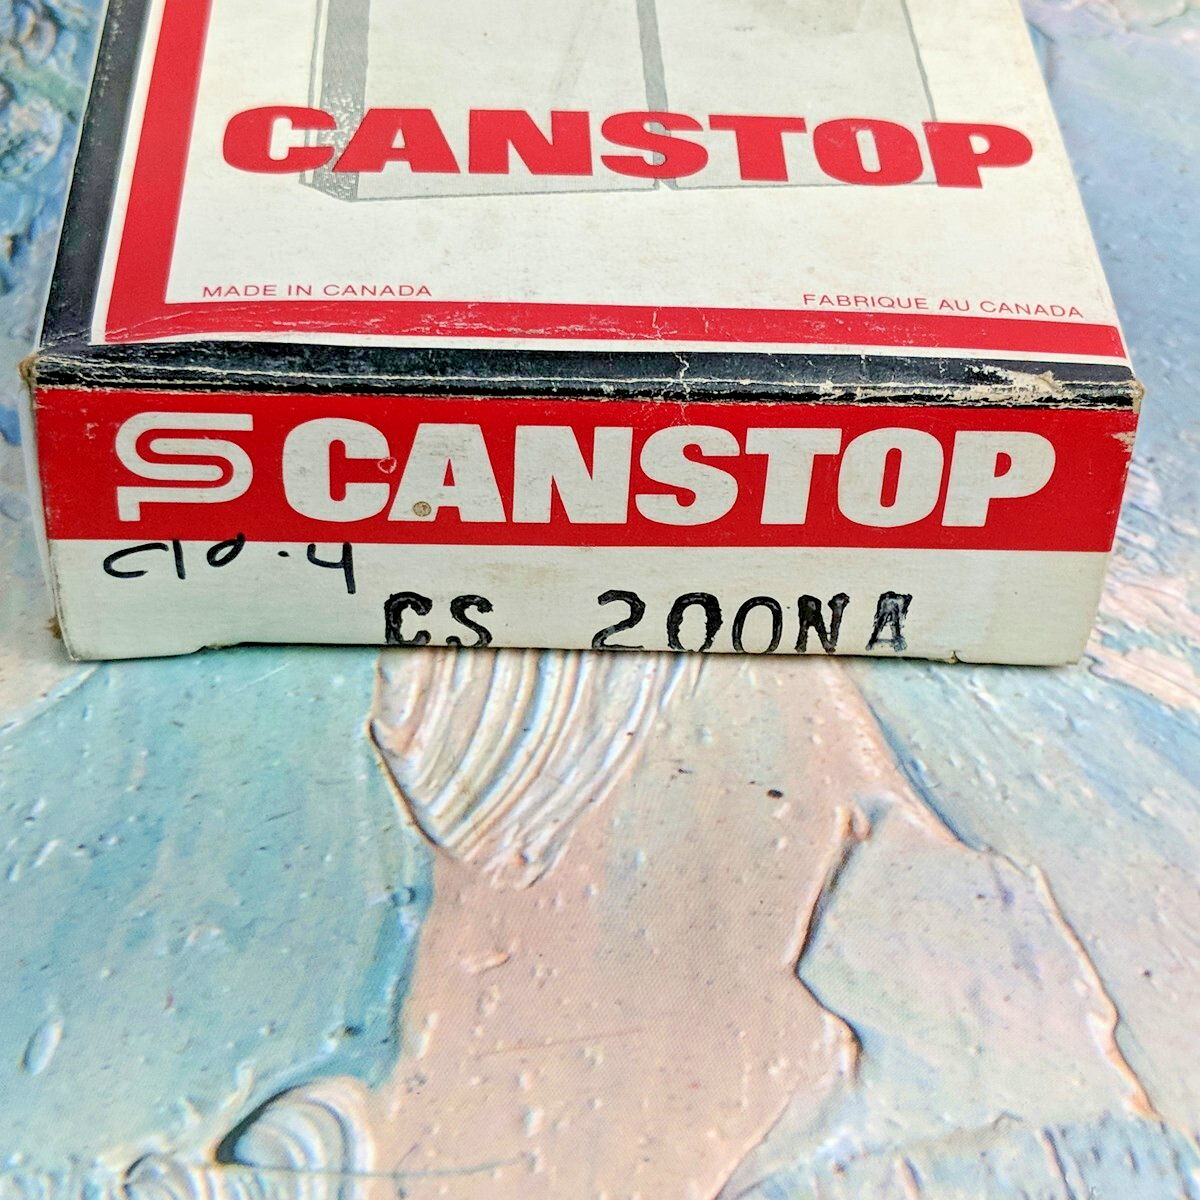 CANSTOP
MADE IN CANADA
FABRIQUE AU CANADA
CANSTOP
CS 200NA